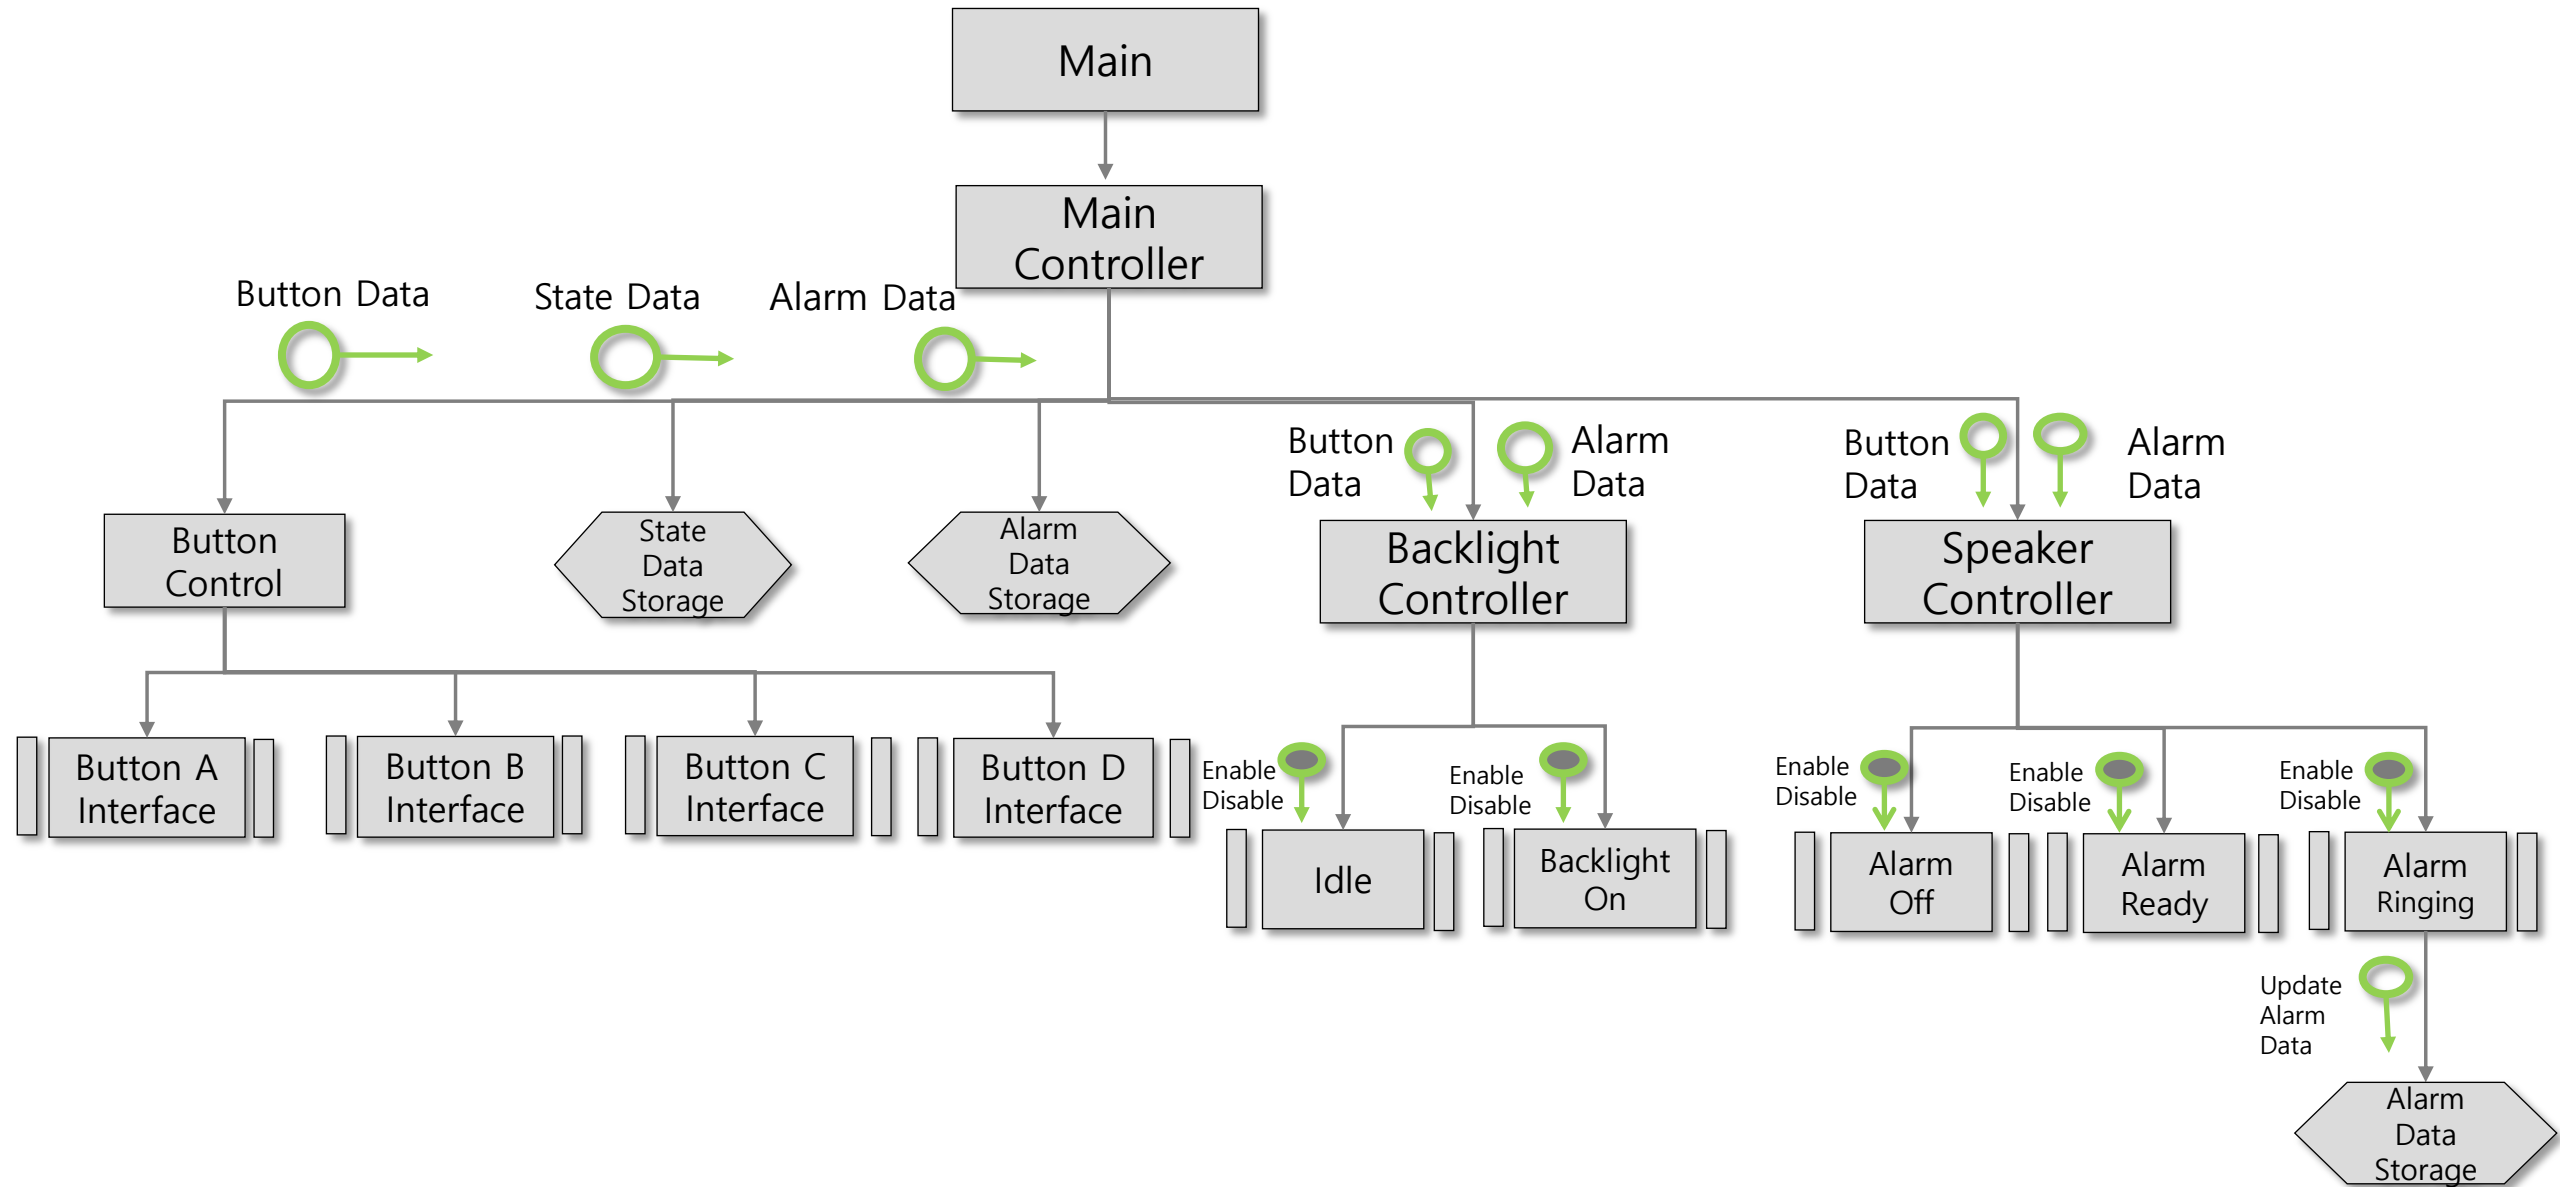 Main
Main
Controller
Button Data
State Data
Alarm Data
Button
Data
Alarm
Data
Button
Data
Alarm
Data
Button
Control
State
Data
Storage
Alarm
Data
Storage
Backlight
Controller
Speaker
Controller
Button A
Interface
Button B
Interface
Button C
Interface
Button D
Interface
Enable
Disable
Enable
Disable
Enable
Disable
Enable
Disable
Enable
Disable
Idle
Backlight
On
Alarm
Off
Alarm
Ready
Alarm
Ringing
Update
Alarm
Data
Alarm
Data
Storage